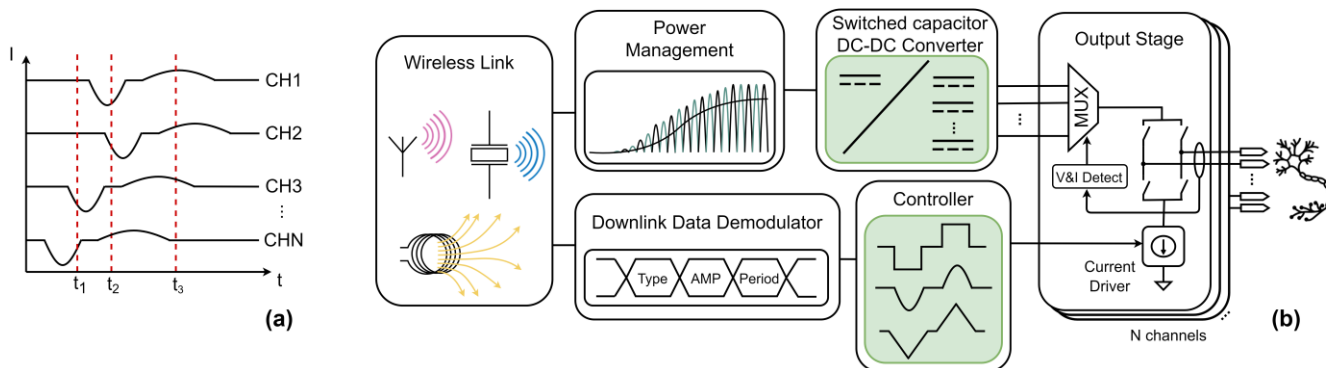 I
CH1
CH2
CH3
...
CHN
t₁
t₂
t₃
t
(a)
Wireless Link
Power
Management
Switched capacitor
DC-DC Converter
Output Stage
MUX
V&I Detect
Current
Driver
Downlink Data Demodulator
Type
AMP
Period
Controller
N channels
(b)